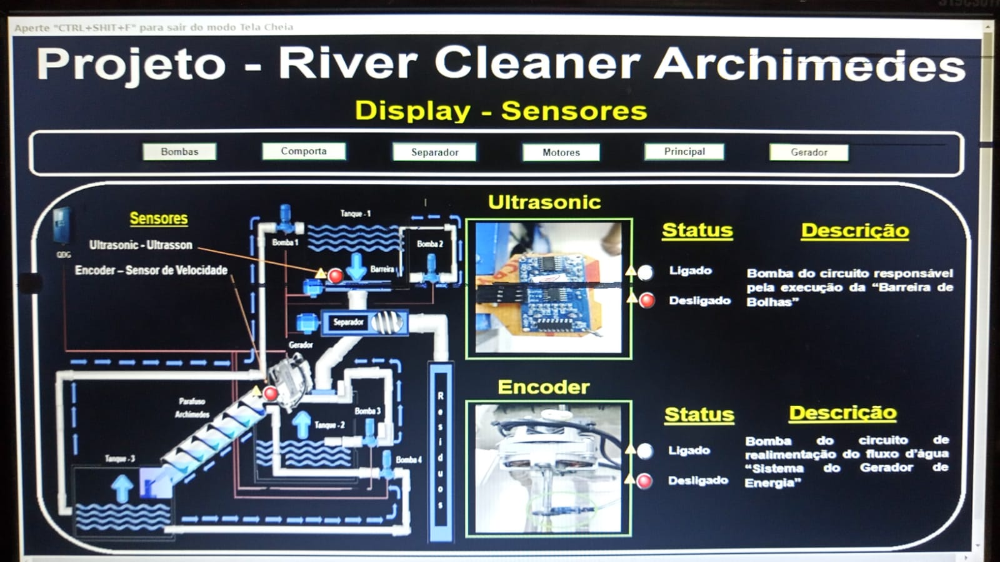 Aperte "CTRL+SHIT+F" para sair do modo Tela Cheia
Projeto - River Cleaner Archimedes
Display - Sensores
Bombas
Comporta
Separador
Motores
Principal
Gerador
Sensores
Ultrasonic - Ultrasson
Encoder – Sensor de Velocidade
QDG
Bomba 1
Tanque - 1
Bomba 2
Barreira
Separador
Gerador
Parafuso
Archimedes
Bomba 3
Tanque - 2
Tanque - 3
Bomba 4
Resíduos
Ultrasonic
Status
Descrição
Ligado
Desligado
Bomba do circuito responsável
pela execução da “Barreira de
Bolhas”
Encoder
Status
Descrição
Ligado
Desligado
Bomba do circuito de
realimentação do fluxo d’água
“Sistema do Gerador de
Energia”